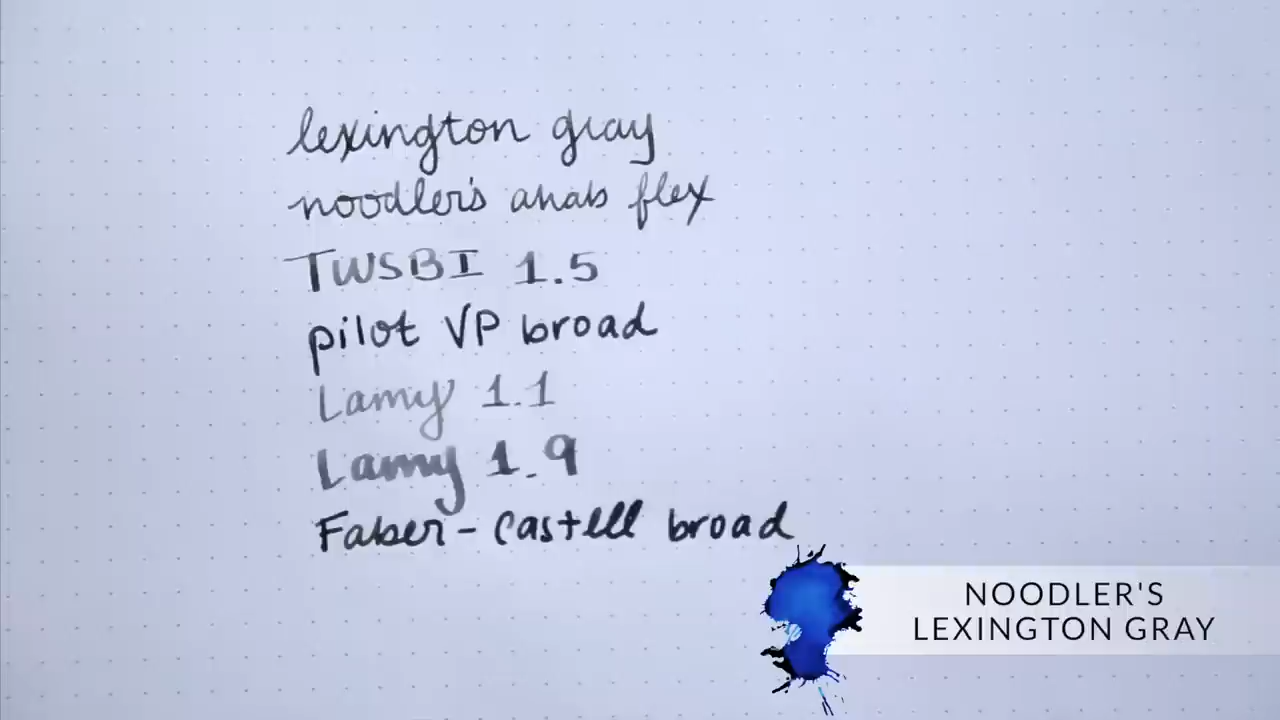 lexington gray
noodler's ahab flex
TWSBI 1.5
pilot VP broad
Lamy 1.1
Lamy 1.9
Faber-Castell broad
NOODLER'S
LEXINGTON GRAY